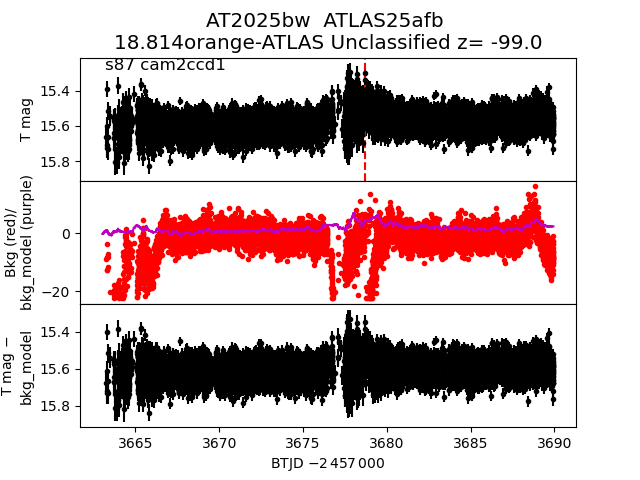 AT2025bw  ATLAS25afb
18.814orange-ATLAS Unclassified z= -99.0
s87 cam2ccd1
T mag
15.4
15.6
15.8
Bkg (red)/
bkg_model (purple)
0
−20
T mag −
bkg_model
15.4
15.6
15.8
3665 3670 3675 3680 3685 3690
BTJD −2 457 000